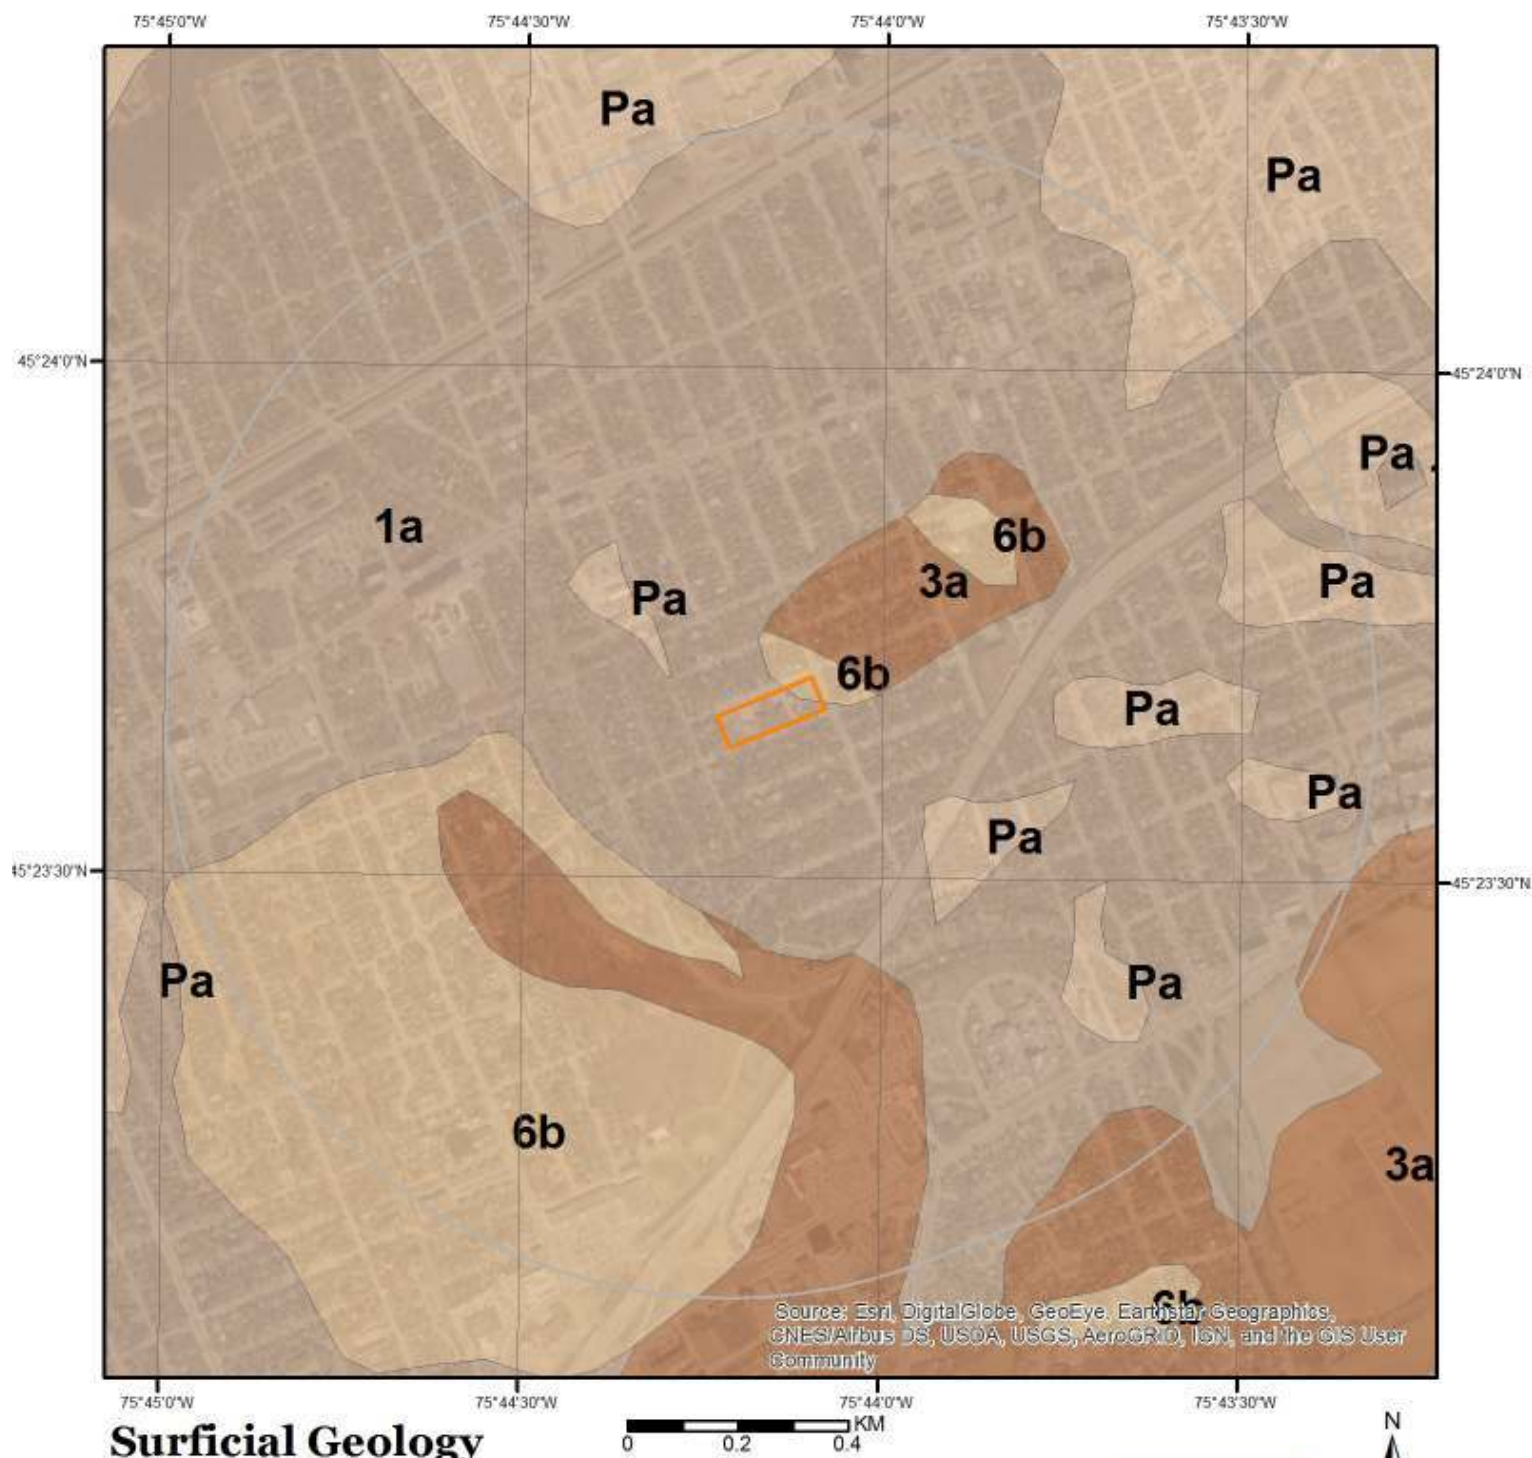 75°45'0"W 75°44'30"W 75°44'0"W 75°43'30"W
Pa
Pa
45°24'0"N 45°24'0"N
Pa
1a
6b
3a
Pa
Pa
6b
Pa
Pa
Pa
45°23'30"N 45°23'30"N
Pa
Pa
6b
3a
6b
Source: Esri, DigitalGlobe, GeoEye, Earthstar Geographics,
CNES/Airbus DS, USDA, USGS, AeroGRID, IGN, and the GIS User
Community
75°45'0"W 75°44'30"W 75°44'0"W 75°43'30"W
Surficial Geology
KM
0 0.2 0.4
N